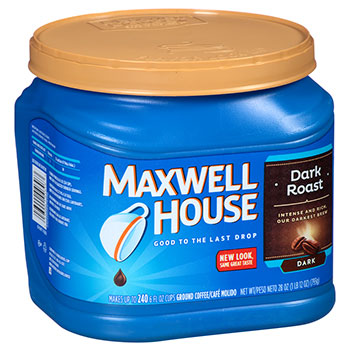 MAXWELL
HOUSE
GOOD TO THE LAST DROP
Dark
Roast
INTENSE AND RICH,
OUR DARKEST BREW
DARK
NEW LOOK,
SAME GREAT TASTE
MAKES UP TO 240 6 FL OZ CUPS GROUND COFFEE/CAFÉ MOLIDO NET WT/PESO NETO 28 OZ (1 LB 12 OZ) (793g)